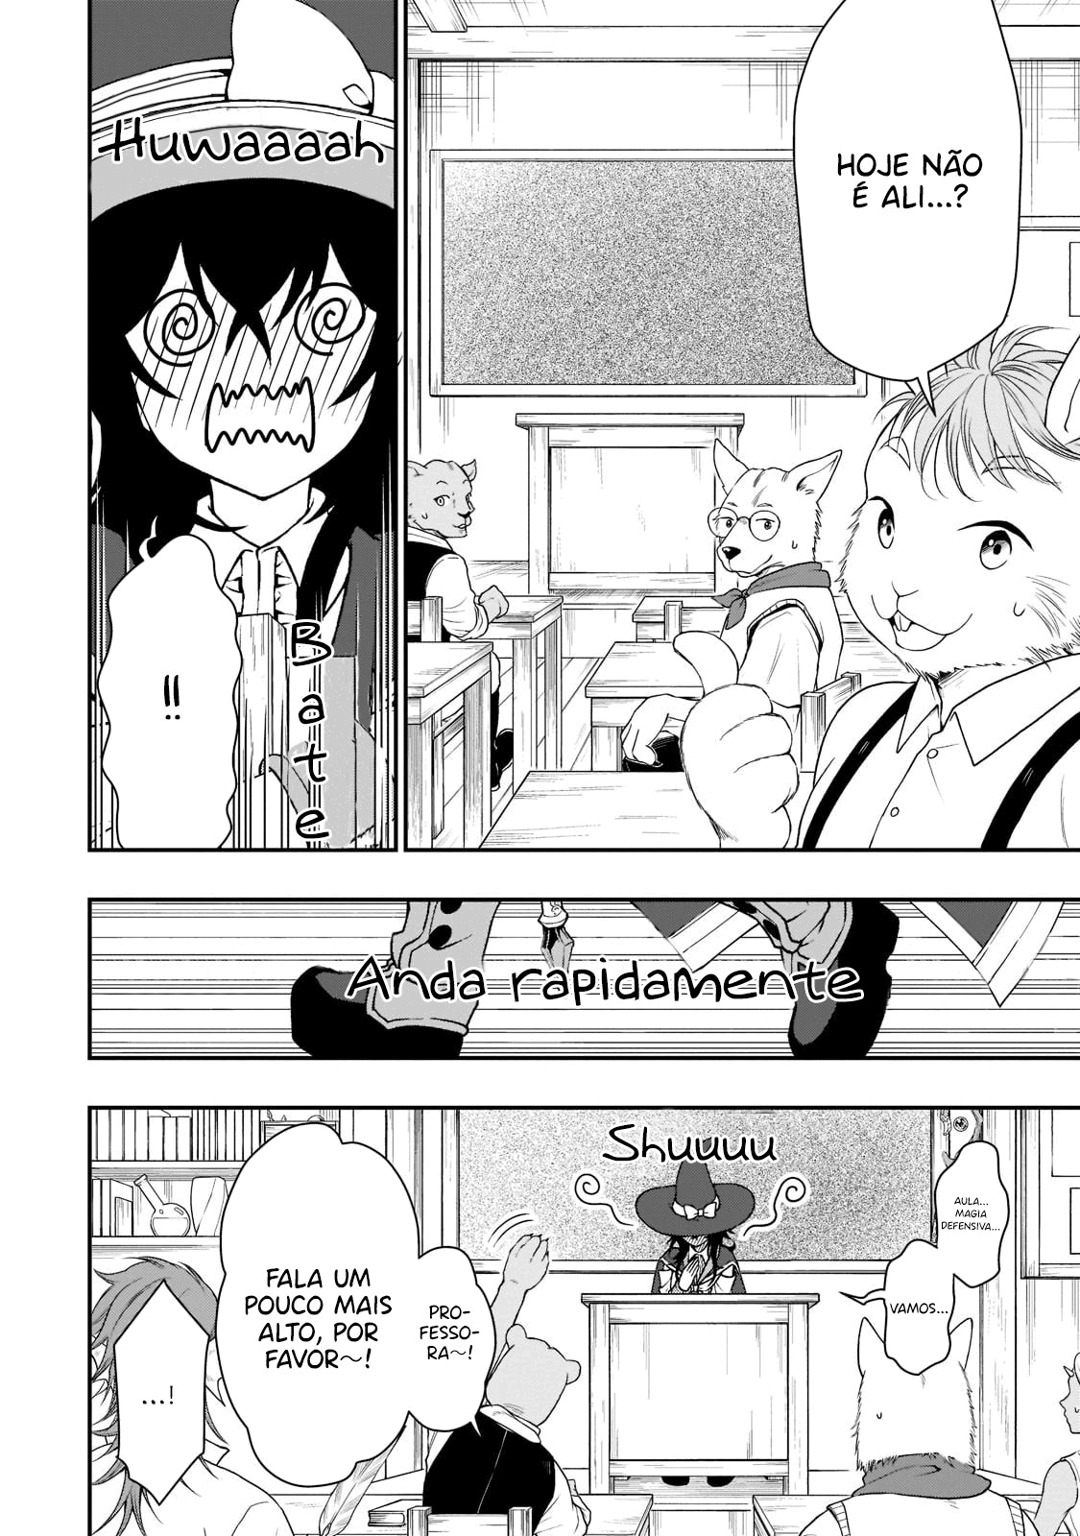 HOJE NÃO
É ALI...?
Huwaaaah
Bate
!!
Anda rapidamente
Shuuuu
AULA...
MAGIA
DEFENSIVA...
VAMOS...
PRO-
FESSO-
RA~!
FALA UM
POUCO MAIS
ALTO, POR
FAVOR~!
...!